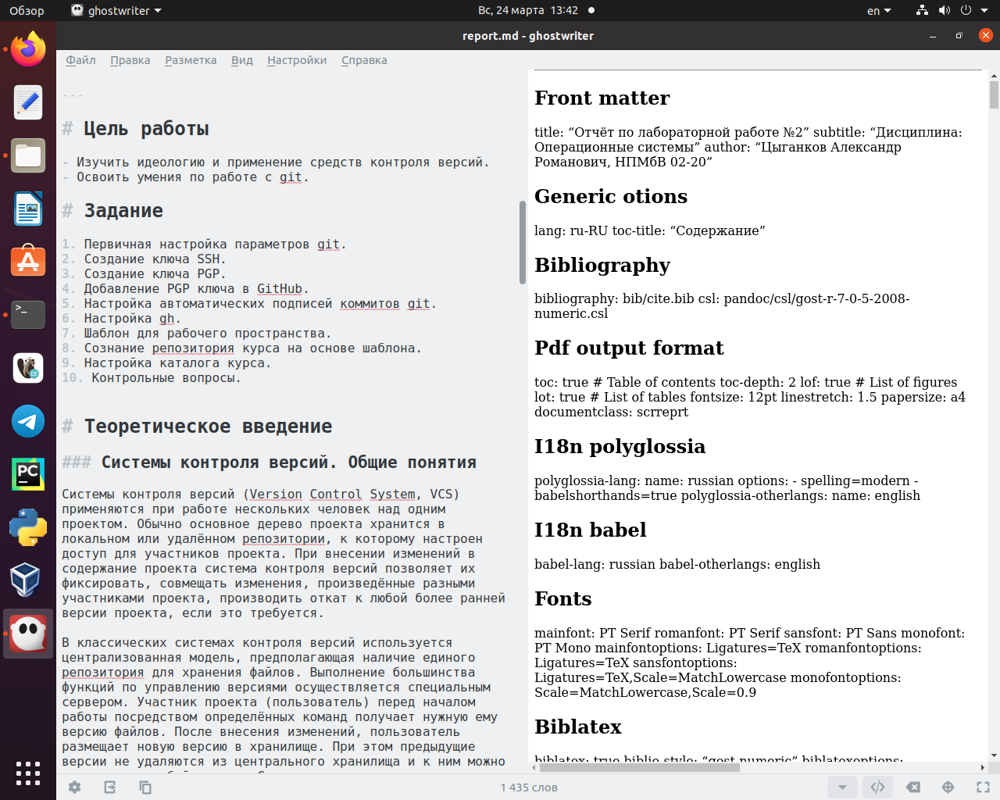 Обзор
ghostwriter
Вс, 24 марта 13:42
en
report.md - ghostwriter
Файл Правка Разметка Вид Настройки Справка
---
# Цель работы
- Изучить идеологию и применение средств контроля версий.
- Освоить умения по работе с git.
# Задание
1. Первичная настройка параметров git.
2. Создание ключа SSH.
3. Создание ключа PGP.
4. Добавление PGP ключа в GitHub.
5. Настройка автоматических подписей коммитов git.
6. Настройка gh.
7. Шаблон для рабочего пространства.
8. Сознание репозитория курса на основе шаблона.
9. Настройка каталога курса.
10. Контрольные вопросы.
# Теоретическое введение
### Системы контроля версий. Общие понятия
Системы контроля версий (Version Control System, VCS)
применяются при работе нескольких человек над одним
проектом. Обычно основное дерево проекта хранится в
локальном или удалённом репозитории, к которому настроен
доступ для участников проекта. При внесении изменений в
содержание проекта система контроля версий позволяет их
фиксировать, совмещать изменения, произведённые разными
участниками проекта, производить откат к любой более ранней
версии проекта, если это требуется.
В классических системах контроля версий используется
централизованная модель, предполагающая наличие единого
репозитория для хранения файлов. Выполнение большинства
функций по управлению версиями осуществляется специальным
сервером. Участник проекта (пользователь) перед началом
работы посредством определённых команд получает нужную ему
версию файлов. После внесения изменений, пользователь
размещает новую версию в хранилище. При этом предыдущие
версии не удаляются из центрального хранилища и к ним можно
Front matter
title: “Отчёт по лабораторной работе №2” subtitle: “Дисциплина:
Операционные системы” author: “Цыганков Александр
Романович, НПМбВ 02-20”
Generic otions
lang: ru-RU toc-title: “Содержание”
Bibliography
bibliography: bib/cite.bib csl: pandoc/csl/gost-r-7-0-5-2008-
numeric.csl
Pdf output format
toc: true # Table of contents toc-depth: 2 lof: true # List of figures
lot: true # List of tables fontsize: 12pt linestretch: 1.5 papersize: a4
documentclass: scrreprt
I18n polyglossia
polyglossia-lang: name: russian options: - spelling=modern -
babelshorthands=true polyglossia-otherlangs: name: english
I18n babel
babel-lang: russian babel-otherlangs: english
Fonts
mainfont: PT Serif romanfont: PT Serif sansfont: PT Sans monofont:
PT Mono mainfontoptions: Ligatures=TeX romanfontoptions:
Ligatures=TeX sansfontoptions:
Ligatures=TeX,Scale=MatchLowercase monofontoptions:
Scale=MatchLowercase,Scale=0.9
Biblatex
biblatex: true biblio-style: “gost-numeric” biblatexoptions: -
1 435 слов